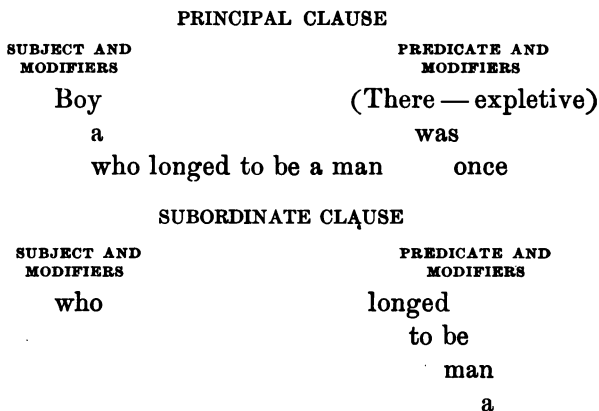 PRINCIPAL CLAUSE
SUBJECT AND PREDICATE AND
MODIFIERS MODIFIERS
Boy (There — expletive)
a was
who longed to be a man once
SUBORDINATE CLAUSE
SUBJECT AND PREDICATE AND
MODIFIERS MODIFIERS
who longed
to be
man
a